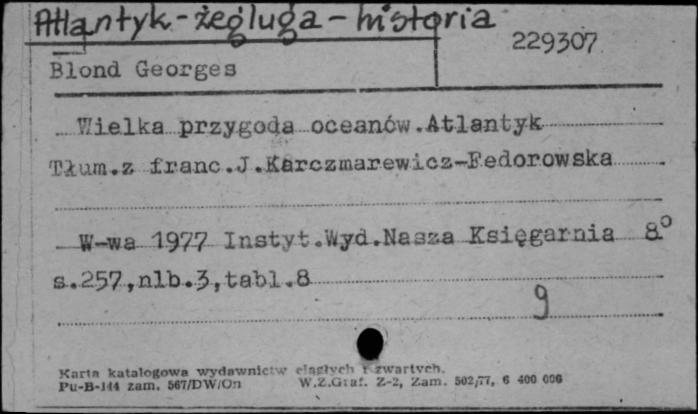 Atlantyk - żegluga - historia
229307
Blond Georges
Wielka przygoda oceanów.Atlantyk
Tłum.z franc.J.Karczmarewicz-Fedorowska
W-wa 1977 Instyt.Wyd.Nasza Księgarnia 8°
s.257,nlb.3,tabl.8
9
Karta katalogowa wydawnictw ciągłych i zwartych.
Pu-B-144 zam. 567/DW/On W.Z.Graf. Z-2, Zam. 502/77, 6 400 000